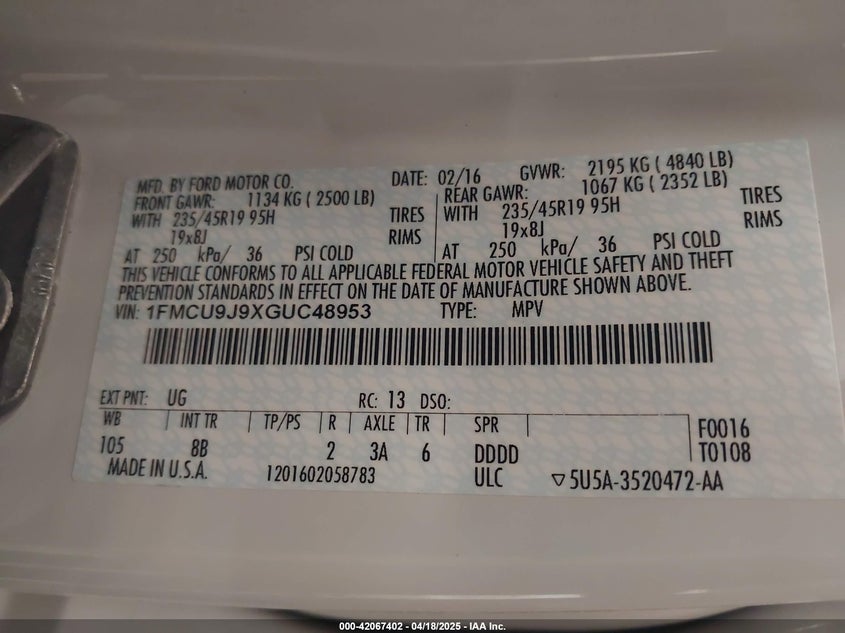 MFD. BY FORD MOTOR CO. DATE: 02/16 GVWR: 2195 KG ( 4840 LB)
FRONT GAWR: 1134 KG ( 2500 LB) REAR GAWR: 1067 KG ( 2352 LB)
WITH 235/45R19 95H TIRES WITH 235/45R19 95H TIRES
19x8J RIMS 19x8J RIMS
AT 250 kPa/ 36 PSI COLD AT 250 kPa/ 36 PSI COLD
THIS VEHICLE CONFORMS TO ALL APPLICABLE FEDERAL MOTOR VEHICLE SAFETY AND THEFT
PREVENTION STANDARDS IN EFFECT ON THE DATE OF MANUFACTURE SHOWN ABOVE.
VIN: 1FMCU9J9XGUC48953 TYPE: MPV
EXT PNT: UG RC: 13 DSO:
WB INT TR TP/PS R AXLE TR SPR F0016
105 8B 2 3A 6 DDDD T0108
MADE IN U.S.A. 1201602058783 ULC ▽5U5A-3520472-AA
000-42067402 - 04/18/2025 - IAA Inc.